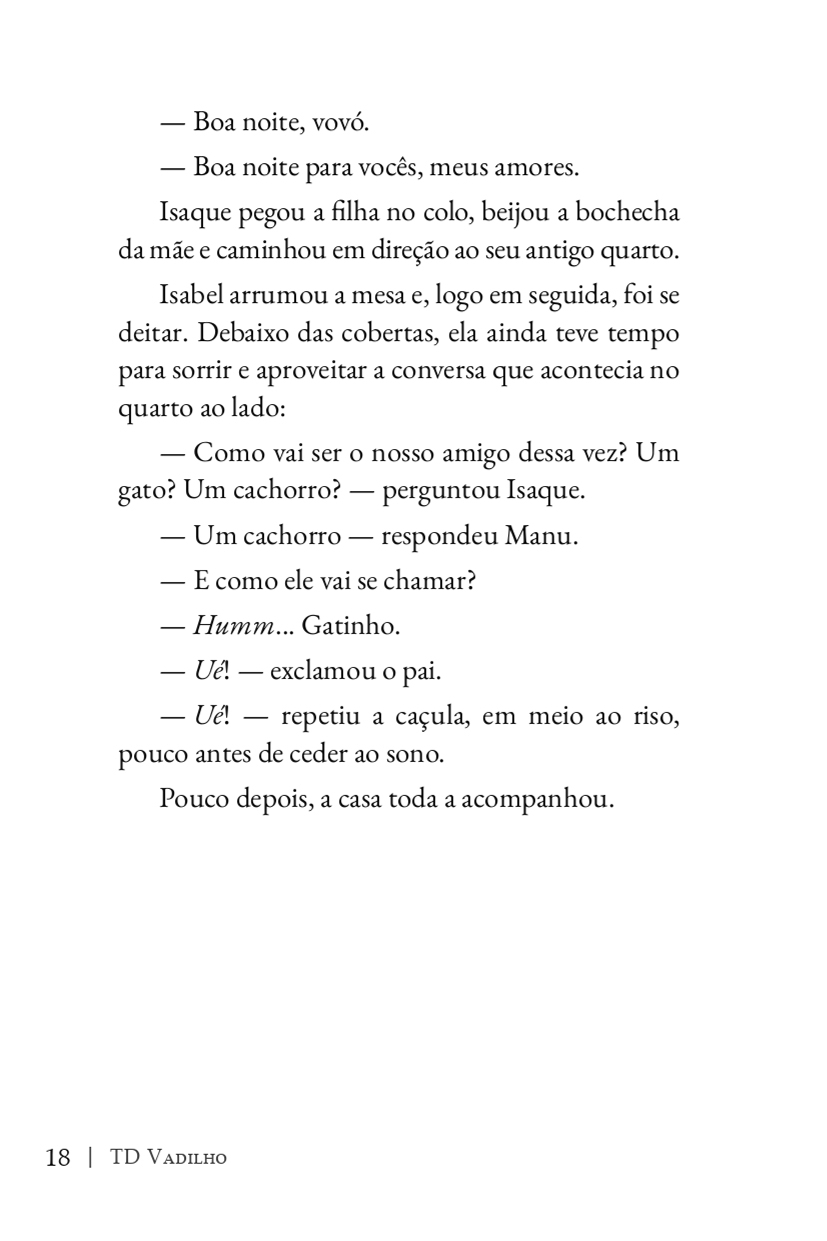 — Boa noite, vovó.
— Boa noite para vocês, meus amores.
Isaque pegou a filha no colo, beijou a bochecha
da mãe e caminhou em direção ao seu antigo quarto.
Isabel arrumou a mesa e, logo em seguida, foi se
deitar. Debaixo das cobertas, ela ainda teve tempo
para sorrir e aproveitar a conversa que acontecia no
quarto ao lado:
— Como vai ser o nosso amigo dessa vez? Um
gato? Um cachorro? — perguntou Isaque.
— Um cachorro — respondeu Manu.
— E como ele vai se chamar?
— Humm... Gatinho.
— Ué! — exclamou o pai.
— Ué! — repetiu a caçula, em meio ao riso,
pouco antes de ceder ao sono.
Pouco depois, a casa toda a acompanhou.
18 | TD Vadilho